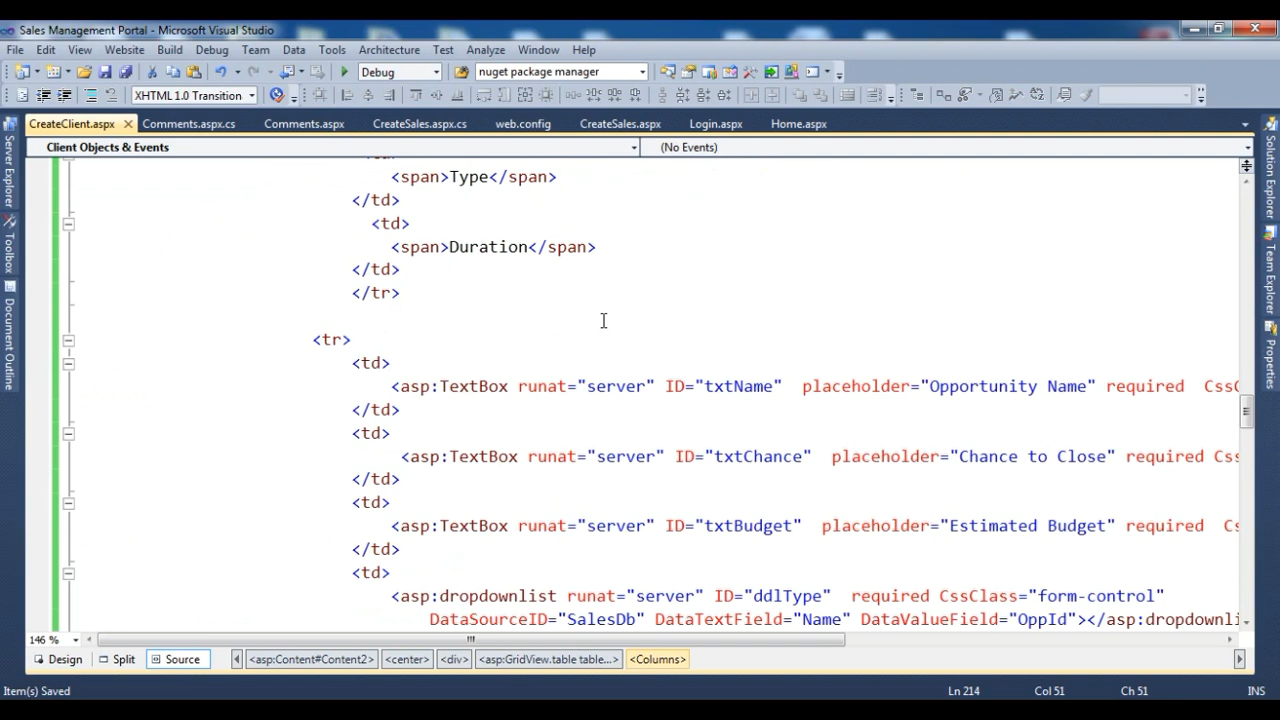 Sales Management Portal - Microsoft Visual Studio
File Edit View Website Build Debug Team Data Tools Architecture Test Analyze Window Help
Debug nuget package manager
XHTML 1.0 Transition
CreateClient.aspx Comments.aspx.cs Comments.aspx CreateSales.aspx.cs web.config CreateSales.aspx Login.aspx Home.aspx
Client Objects & Events (No Events)
Server Explorer
Toolbox
Document Outline
<span>Type</span>
</td>
<td>
<span>Duration</span>
</td>
</tr>
<tr>
<td>
<asp:TextBox runat="server" ID="txtName" placeholder="Opportunity Name" required CssC
</td>
<td>
<asp:TextBox runat="server" ID="txtChance" placeholder="Chance to Close" required Cs
</td>
<td>
<asp:TextBox runat="server" ID="txtBudget" placeholder="Estimated Budget" required Cs
</td>
<td>
<asp:dropdownlist runat="server" ID="ddlType" required CssClass="form-control"
DataSourceID="SalesDb" DataTextField="Name" DataValueField="OppId"></asp:dropdownli
Solution Explorer
Team Explorer
Properties
146 %
Design Split Source <asp:Content#Content2> <center> <div> <asp:GridView.table table...> <Columns>
Item(s) Saved Ln 214 Col 51 Ch 51 INS